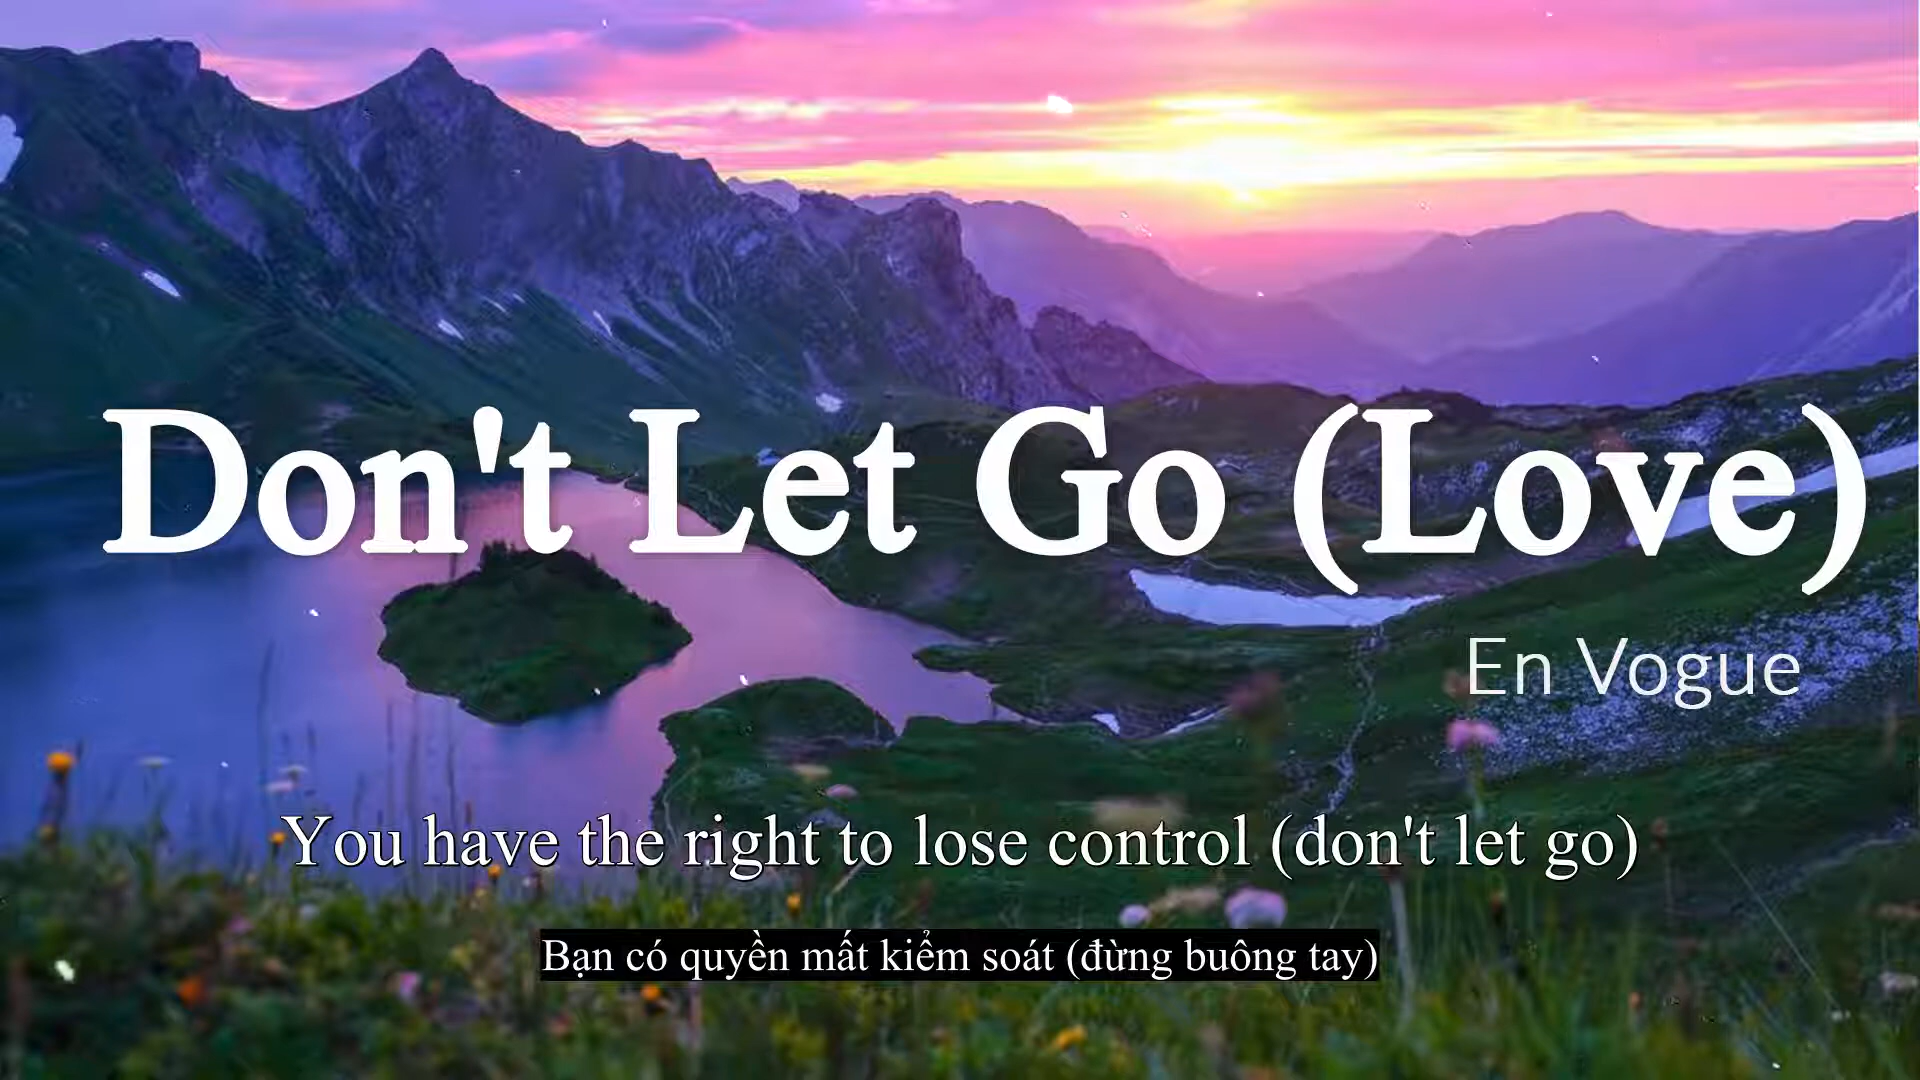 Don't Let Go (Love)
En Vogue
You have the right to lose control (don't let go)
Bạn có quyền mất kiểm soát (đừng buông tay)